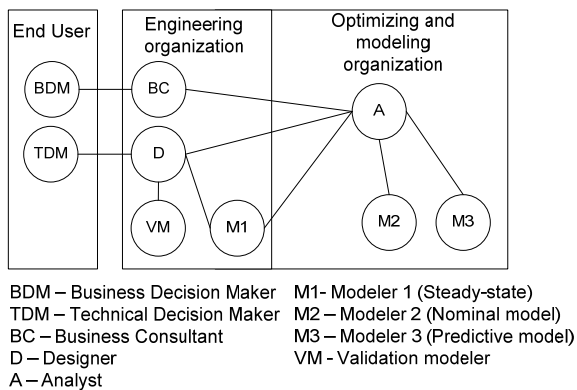 End User
Engineering
organization
Optimizing and
modeling
organization
BDM
BC
A
TDM
D
VM
M1
M2
M3
BDM – Business Decision Maker
TDM – Technical Decision Maker
BC – Business Consultant
D – Designer
A – Analyst
M1- Modeler 1 (Steady-state)
M2 – Modeler 2 (Nominal model)
M3 – Modeler 3 (Predictive model)
VM – Validation modeler